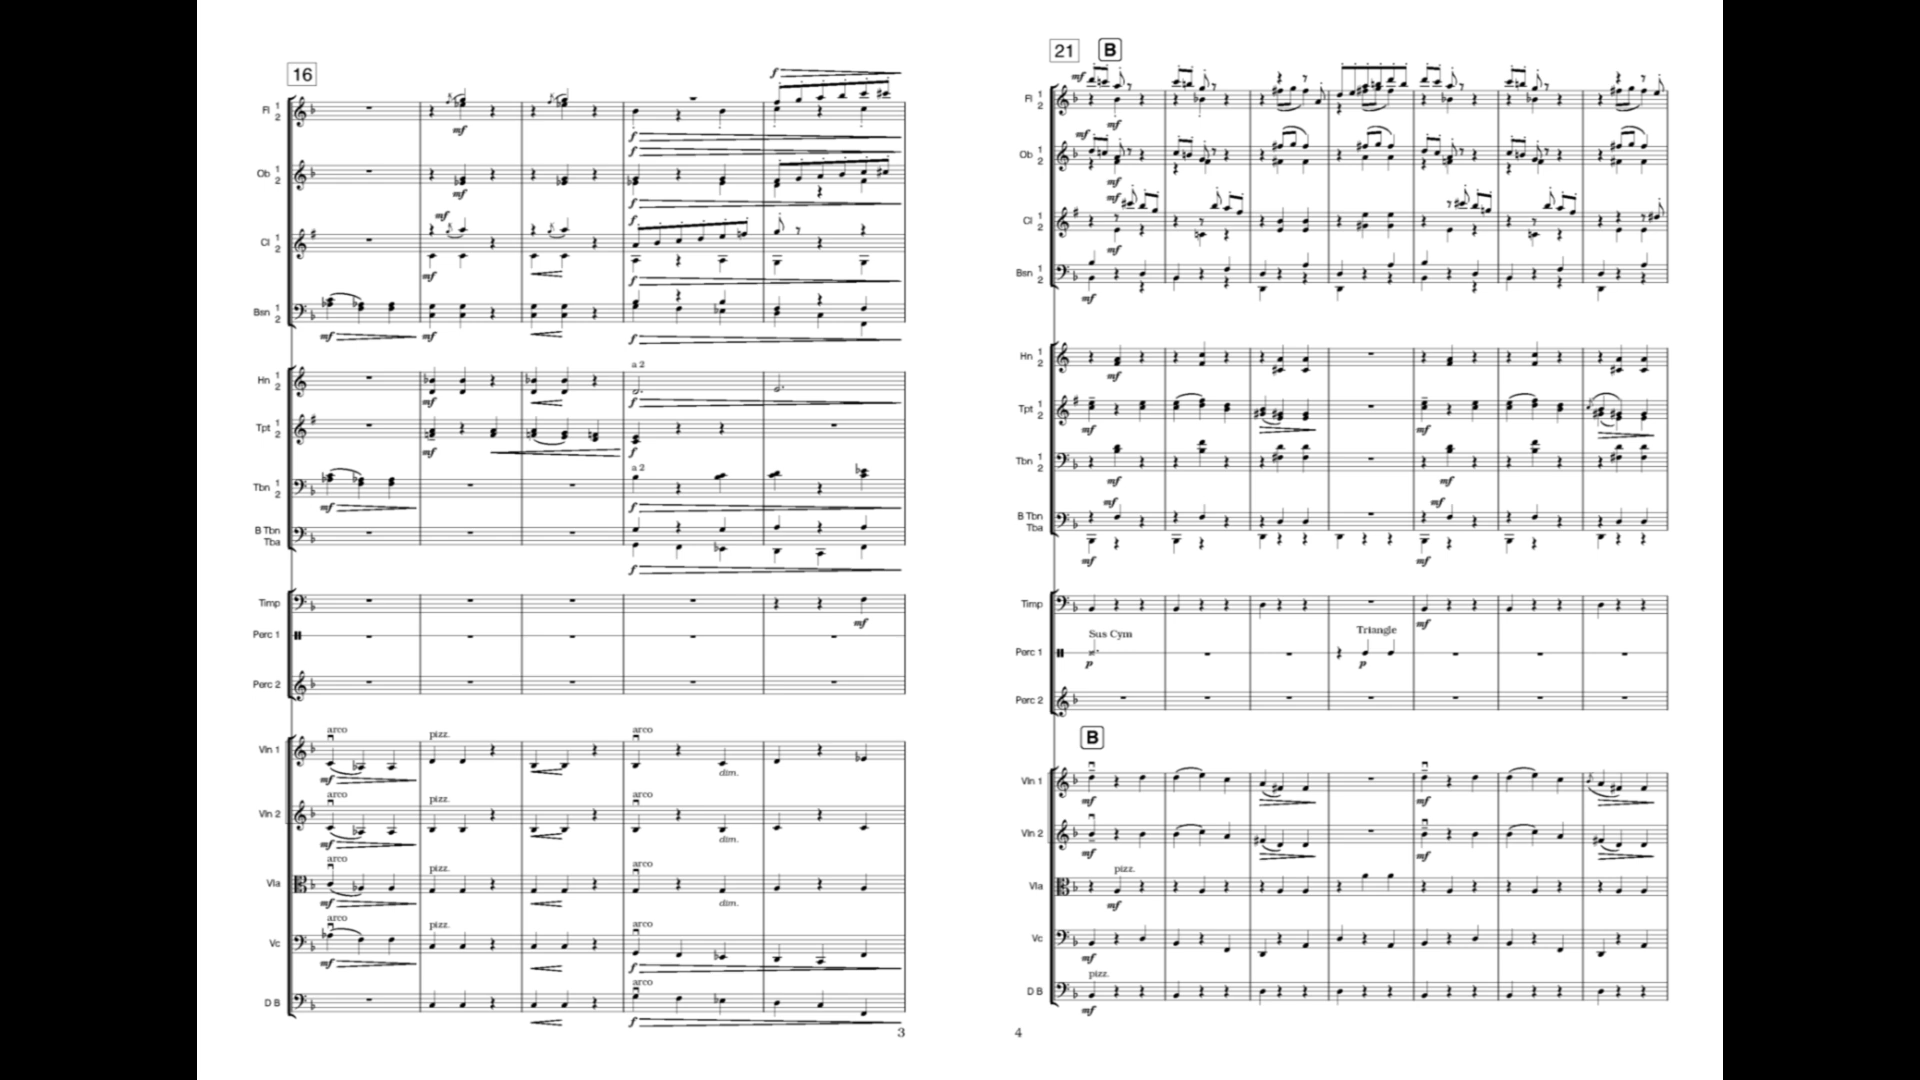 16
f
Fl 1 2
mf
f
f
Ob 1 2
mf
f
mf
f
Cl 1 2
mf
f
Bsn 1 2
mf
mf
f
a 2
Hn 1 2
mf
f
Tpt 1 2
mf
f
a 2
Tbn 1 2
mf
f
B Tbn
Tba
f
Timp
mf
Perc 1
Perc 2
arco
pizz.
arco
Vln 1
mf
dim.
arco
pizz.
arco
Vln 2
mf
dim.
arco
pizz.
arco
Vla
mf
dim.
arco
pizz.
arco
Vc
mf
f
arco
D B
f
3
21 B
mf
Fl 1 2
mf
mf
Ob 1 2
mf
mf
Cl 1 2
mf
Bsn 1 2
mf
Hn 1 2
mf
Tpt 1 2
mf
mf
Tbn 1 2
mf
mf
mf
mf
B Tbn
Tba
mf
mf
Timp
mf
Sus Cym
Triangle
Perc 1
p
p
Perc 2
B
Vln 1
mf
mf
Vln 2
mf
mf
pizz.
Vla
mf
Vc
mf
pizz.
D B
mf
4